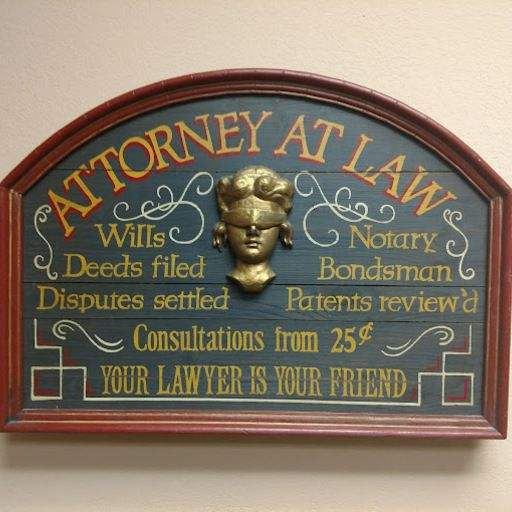 ATTORNEY AT LAW
Wills Notary
Deeds filed Bondsman
Disputes settled Patents review'd
Consultations from 25¢
YOUR LAWYER IS YOUR FRIEND